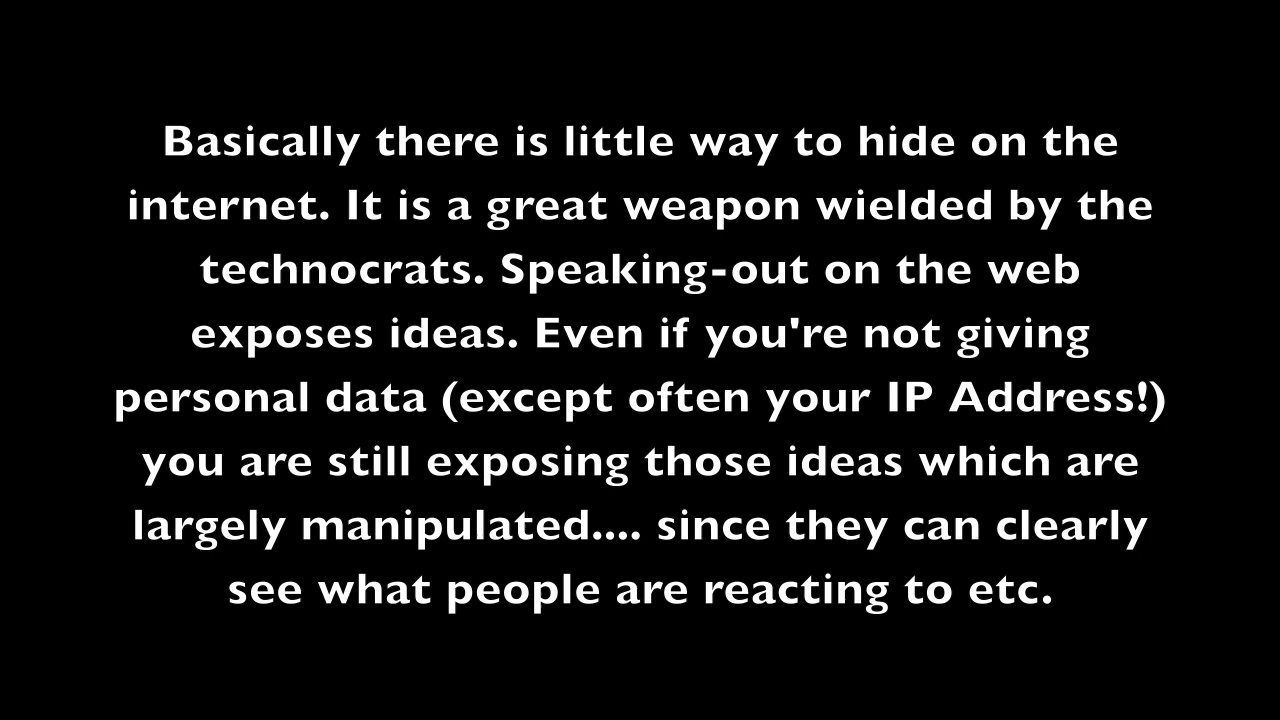 Basically there is little way to hide on the
internet. It is a great weapon wielded by the
technocrats. Speaking-out on the web
exposes ideas. Even if you're not giving
personal data (except often your IP Address!)
you are still exposing those ideas which are
largely manipulated.... since they can clearly
see what people are reacting to etc.